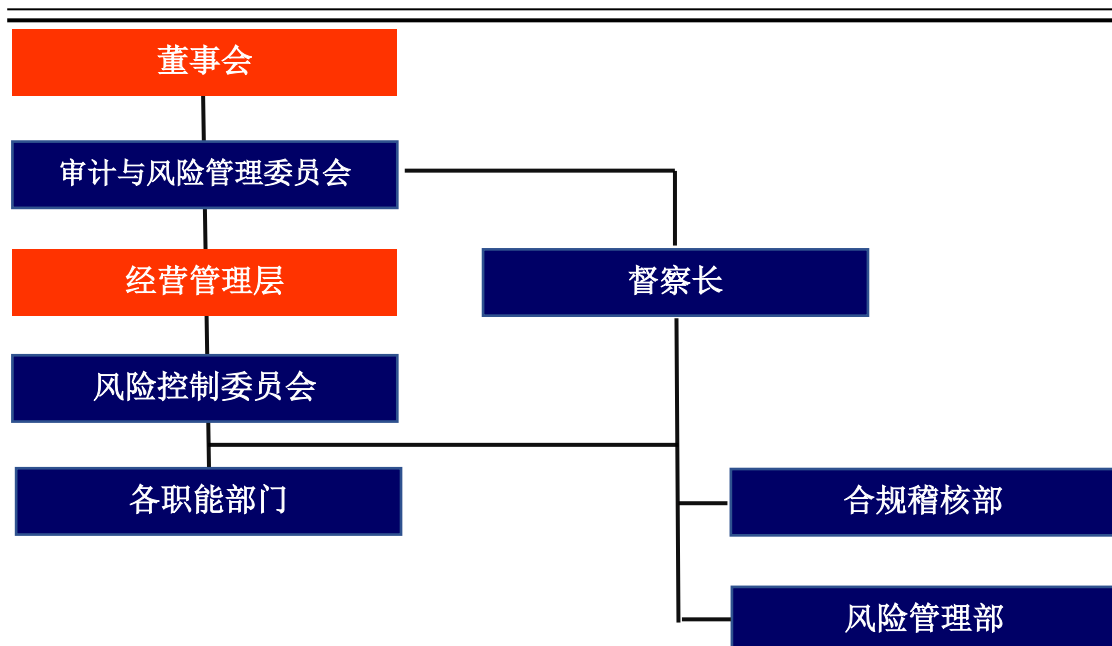 董事会
审计与风险管理委员会
经营管理层
督察长
风险控制委员会
各职能部门
合规稽核部
风险管理部